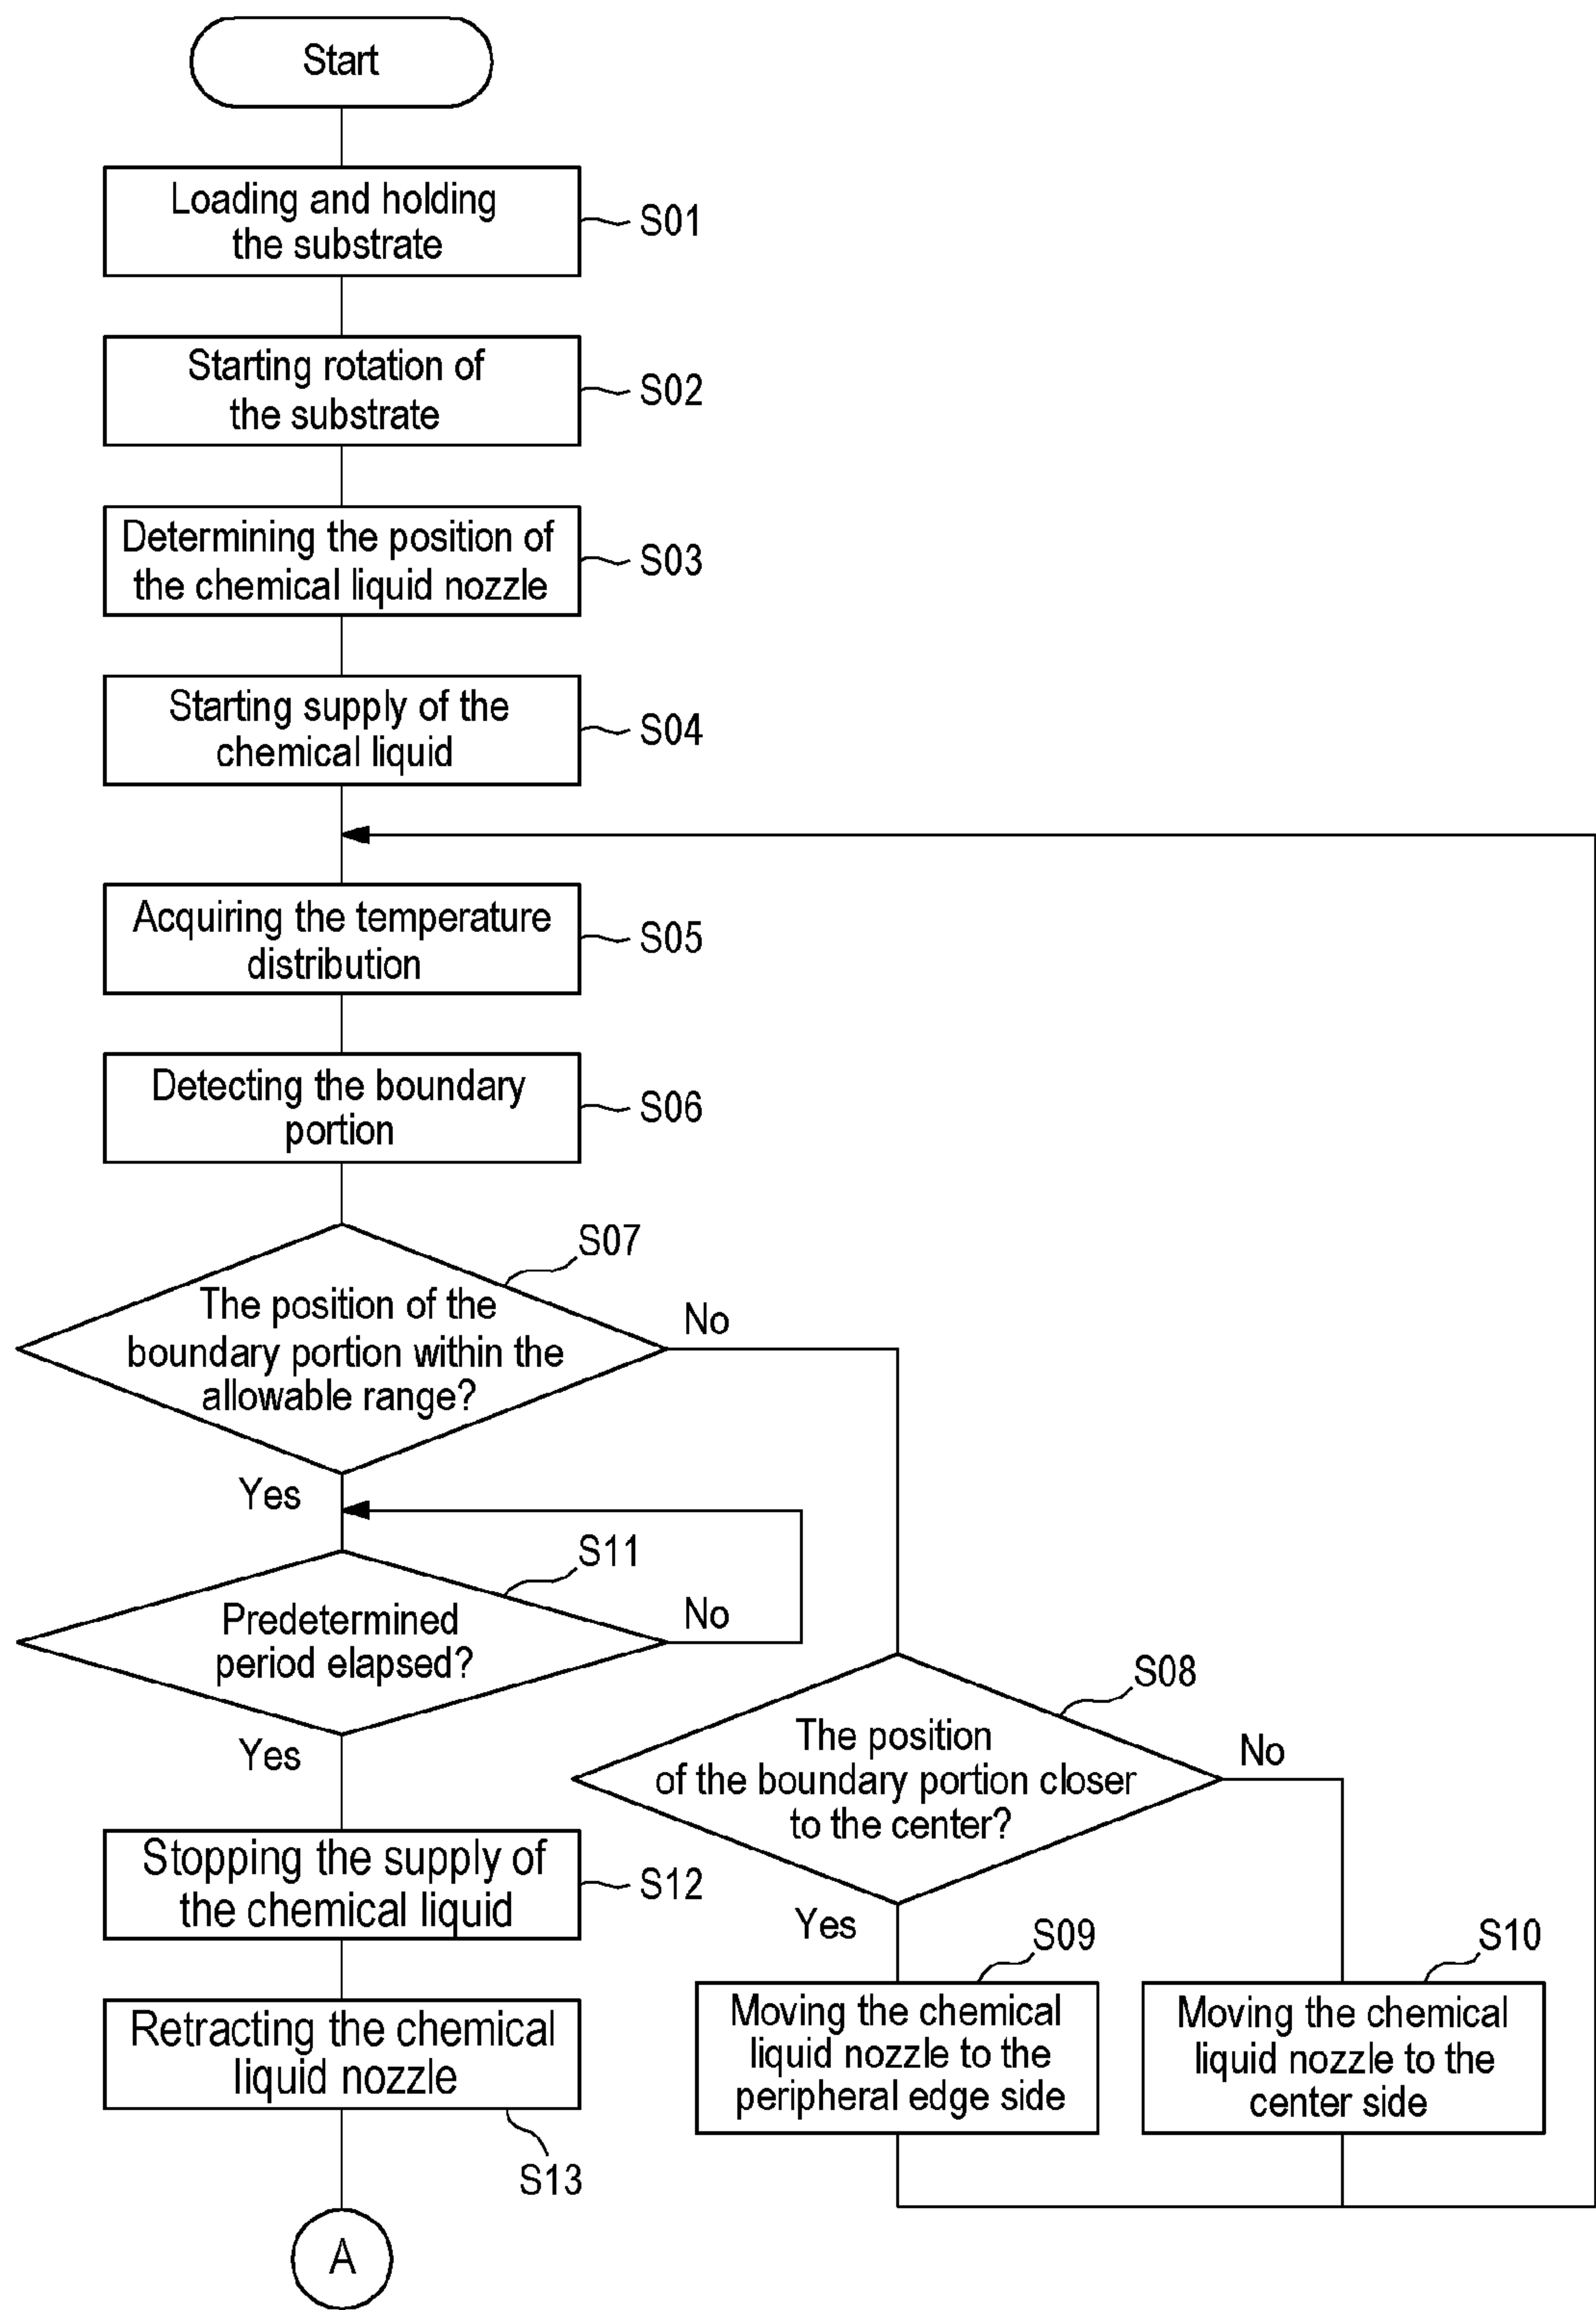 Start
Loading and holding
the substrate
S01
Starting rotation of
the substrate
S02
Determining the position of
the chemical liquid nozzle
S03
Starting supply of the
chemical liquid
S04
Acquiring the temperature
distribution
S05
Detecting the boundary
portion
S06
S07
The position of the
boundary portion within the
allowable range?
No
Yes
S11
Predetermined
period elapsed?
No
Yes
S08
The position
of the boundary portion closer
to the center?
No
Yes
Stopping the supply of
the chemical liquid
S12
S09
Moving the chemical
liquid nozzle to the
peripheral edge side
S10
Moving the chemical
liquid nozzle to the
center side
Retracting the chemical
liquid nozzle
S13
A